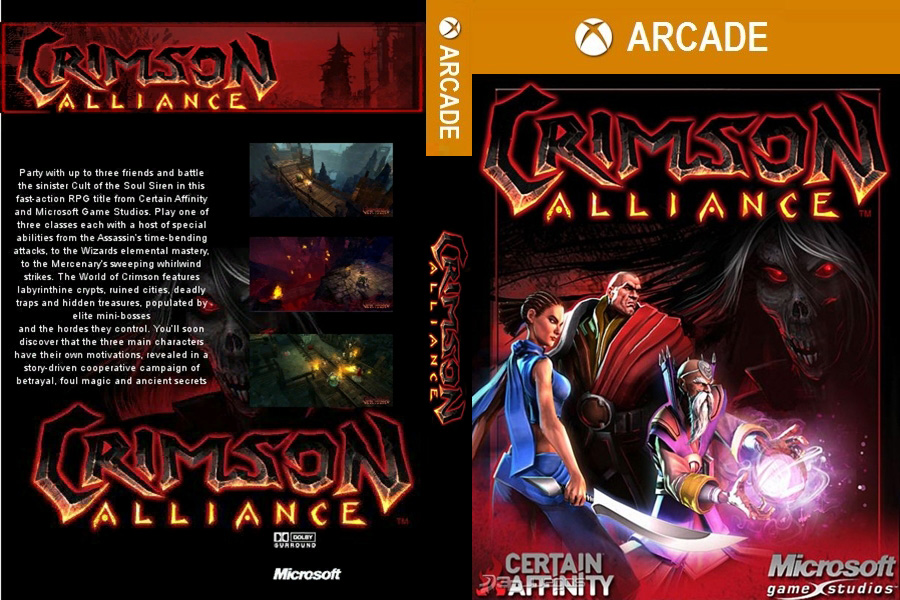 CRIMSON
ALLIANCE
Party with up to three friends and battle
the sinister Cult of the Soul Siren in this
fast-action RPG title from Certain Affinity
and Microsoft Game Studios. Play one of
three classes each with a host of special
abilities from the Assassin's time-bending
attacks, to the Wizards elemental mastery,
to the Mercenary's sweeping whirlwind
strikes. The World of Crimson features
labyrinthine crypts, ruined cities, deadly
traps and hidden treasures, populated by
elite mini-bosses
and the hordes they control. You'll soon
discover that the three main characters
have their own motivations, revealed in a
story-driven cooperative campaign of
betrayal, foul magic and ancient secrets
CRIMSON
ALLIANCE TM
DOLBY
SURROUND
Microsoft
ARCADE
CRIMSON
ALLIANCE
ARCADE
CRIMSON
ALLIANCE TM
CERTAIN
AFFINITY
Microsoft
game studios